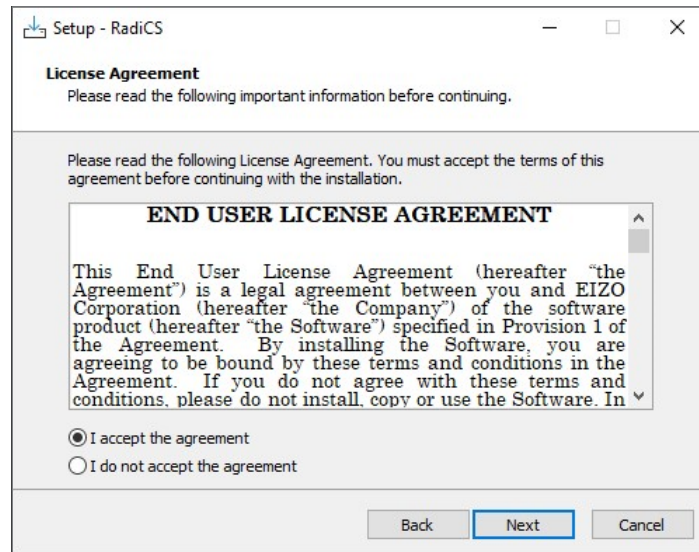 Setup - RadiCS
License Agreement
Please read the following important information before continuing.
Please read the following License Agreement. You must accept the terms of this
agreement before continuing with the installation.
END USER LICENSE AGREEMENT
This End User License Agreement (hereafter “the
Agreement”) is a legal agreement between you and EIZO
Corporation (hereafter “the Company”) of the software
product (hereafter “the Software”) specified in Provision 1 of
the Agreement. By installing the Software, you are
agreeing to be bound by these terms and conditions in the
Agreement. If you do not agree with these terms and
conditions, please do not install, copy or use the Software. In
I accept the agreement
I do not accept the agreement
Back Next Cancel